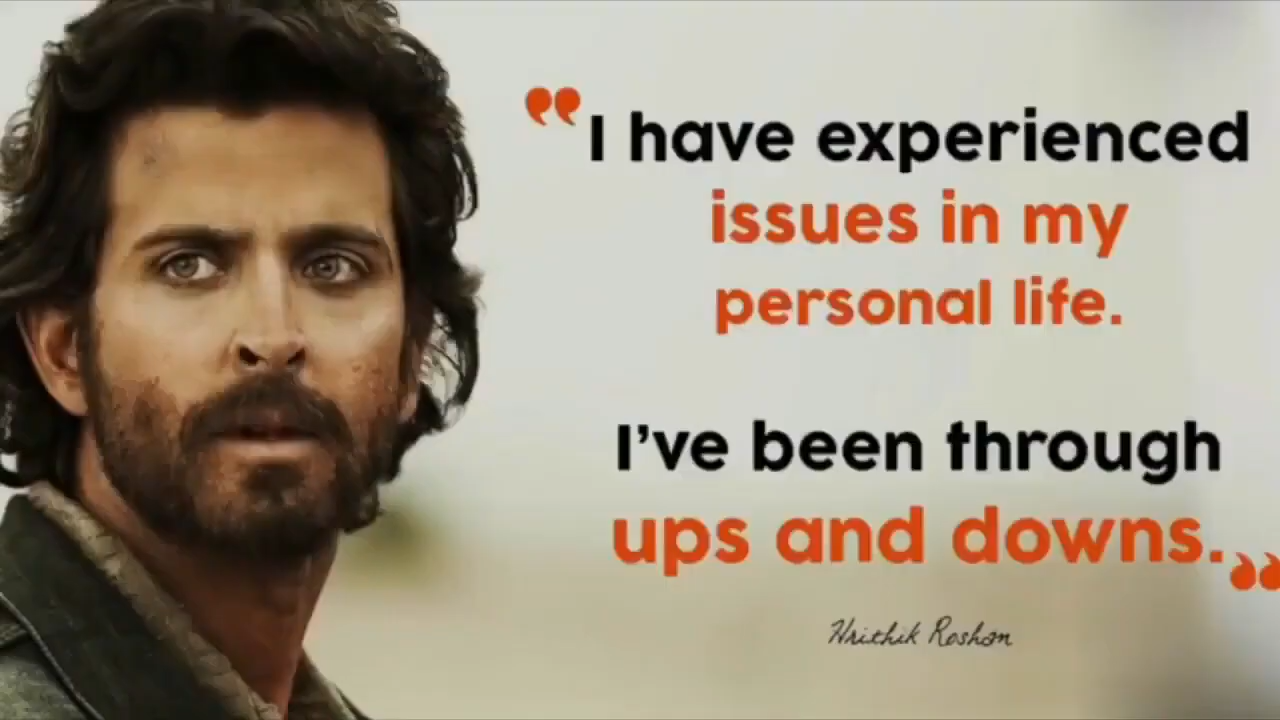 ❝I have experienced
issues in my
personal life.
I’ve been through
ups and downs.❞
Hrithik Roshan